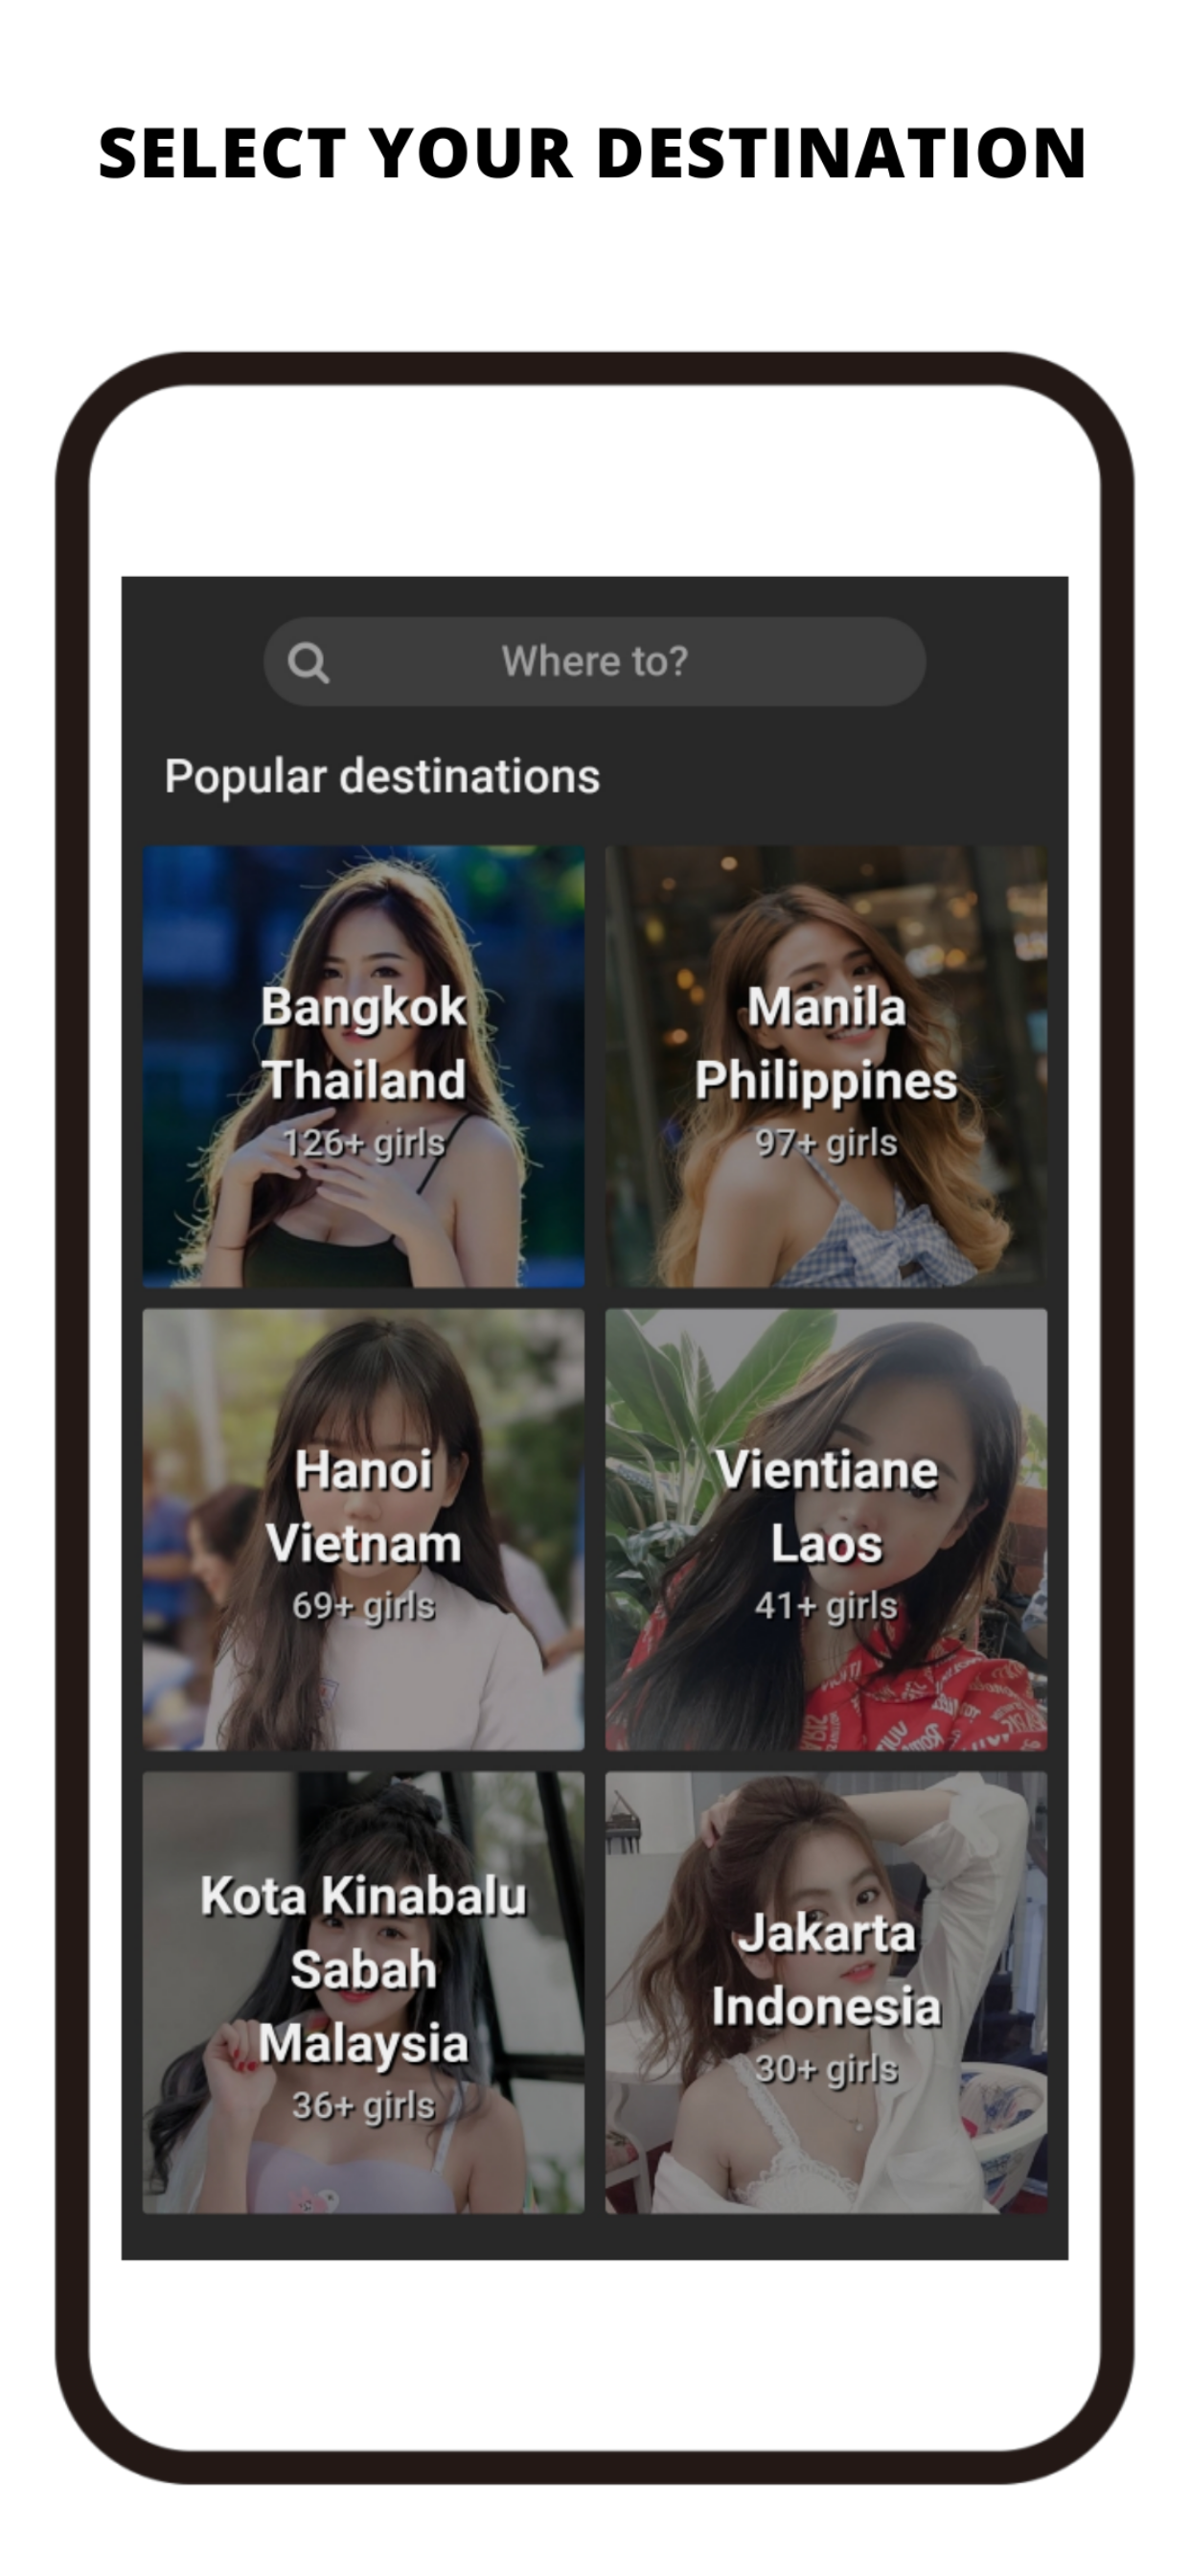 SELECT YOUR DESTINATION
Where to?
Popular destinations
Bangkok
Thailand
126+ girls
Manila
Philippines
97+ girls
Hanoi
Vietnam
69+ girls
Vientiane
Laos
41+ girls
Kota Kinabalu
Sabah
Malaysia
36+ girls
Jakarta
Indonesia
30+ girls